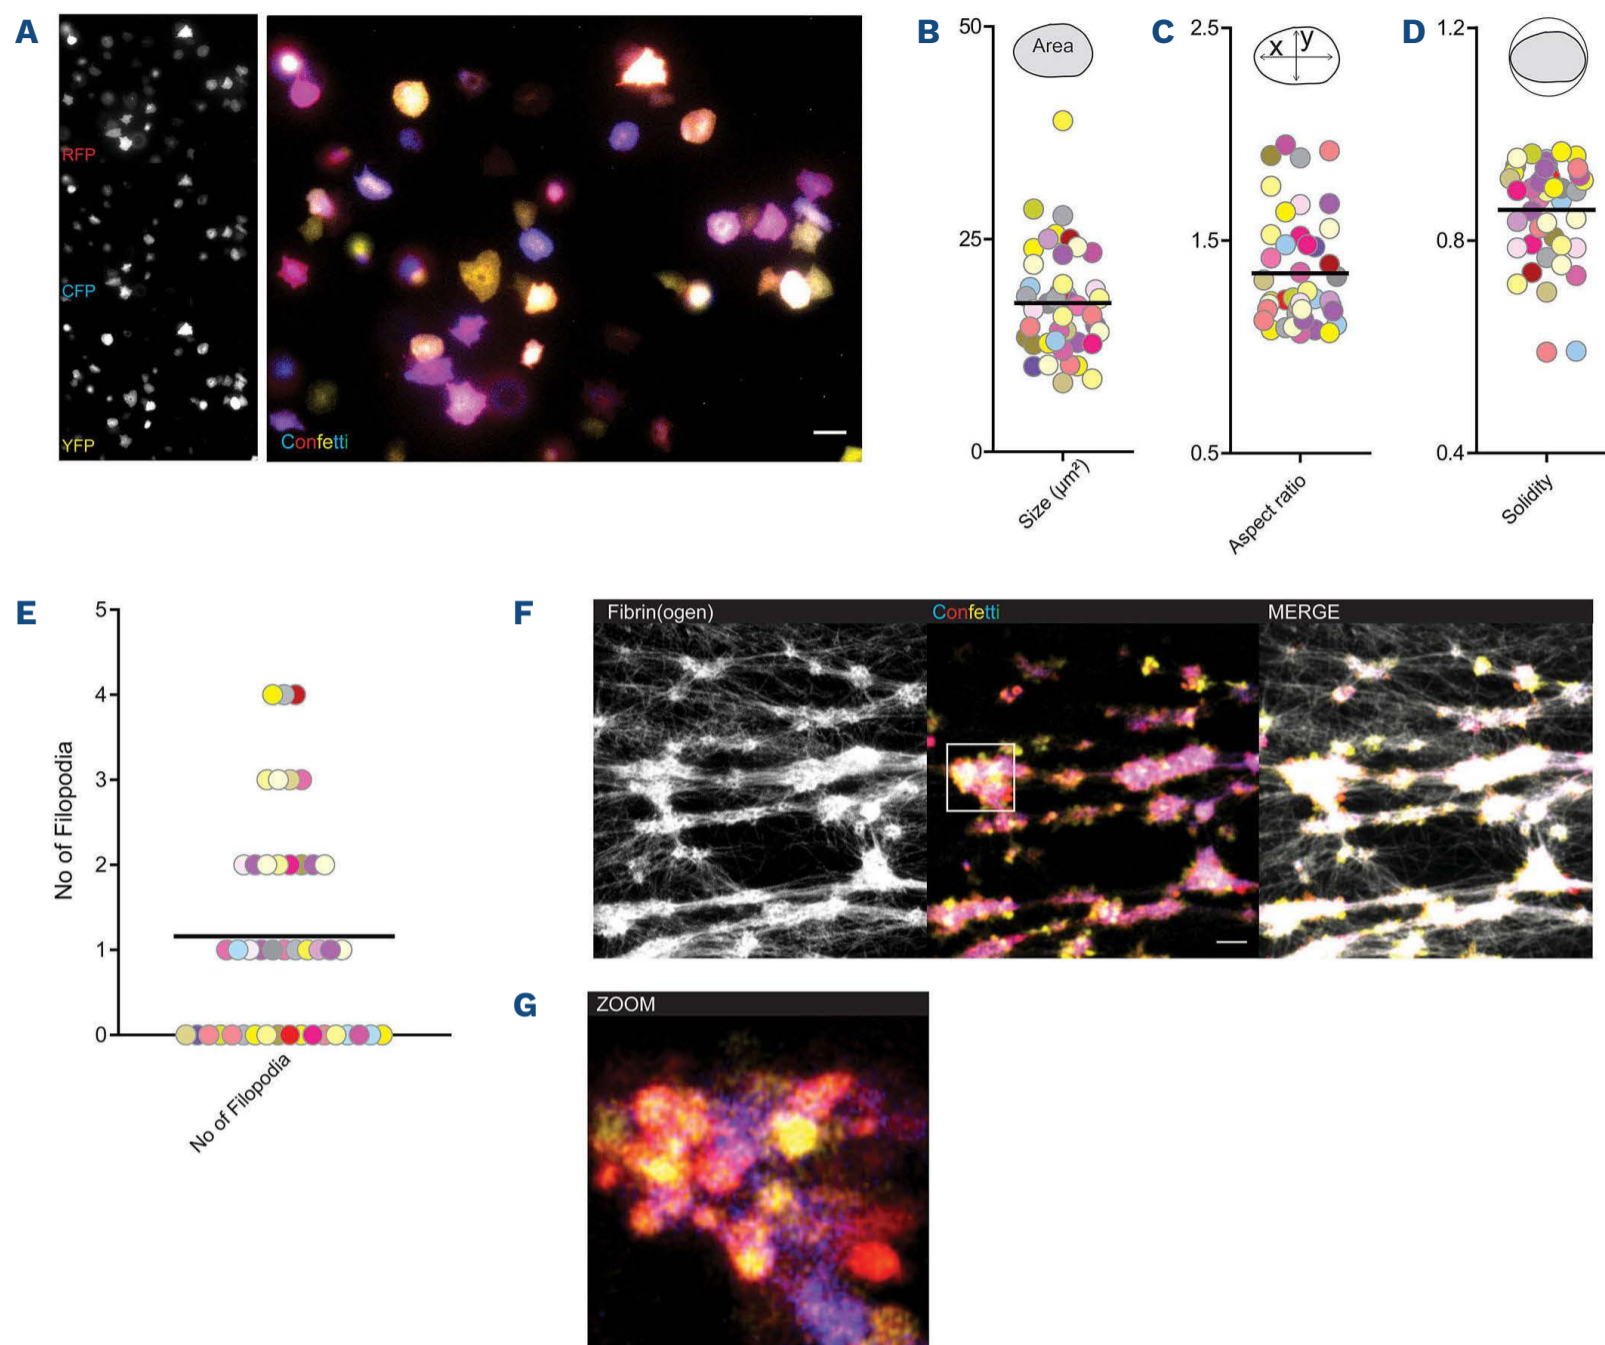 A
RFP
CFP
YFP
Confetti
B
50
25
0
Area
Size (µm²)
C
2.5
1.5
0.5
x
y
Aspect ratio
D
1.2
0.8
0.4
Solidity
E
No of Filopodia
5
4
3
2
1
0
No of Filopodia
F
Fibrin(ogen)
Confetti
MERGE
G
ZOOM